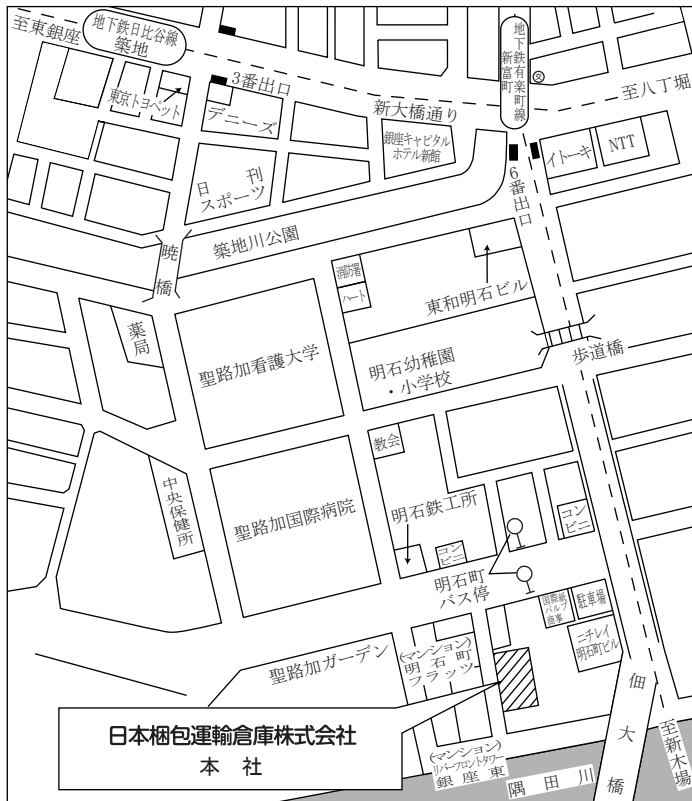 至東銀座
地下鉄日比谷線
築地
3番出口
東京トヨペット
デニーズ
新大橋通り
地下鉄有楽町線
新富町
交
至八丁堀
銀座キャピタル
ホテル新館
イトーキ
NTT
6番出口
日刊
スポーツ
築地川公園
暁橋
消防署
ハート
東和明石ビル
薬局
聖路加看護大学
明石幼稚園
・小学校
歩道橋
教会
中央保健所
聖路加国際病院
明石鉄工所
コンビニ
コンビニ
明石町
バス停
国際紙
パルプ
商事
駐車場
ニチレイ
明石町ビル
聖路加ガーデン
(マンション)
明石町
フラッツ
佃大橋
至新木場
日本梱包運輸倉庫株式会社
本社
(マンション)
リバーフロントタワー
銀座東
隅田川